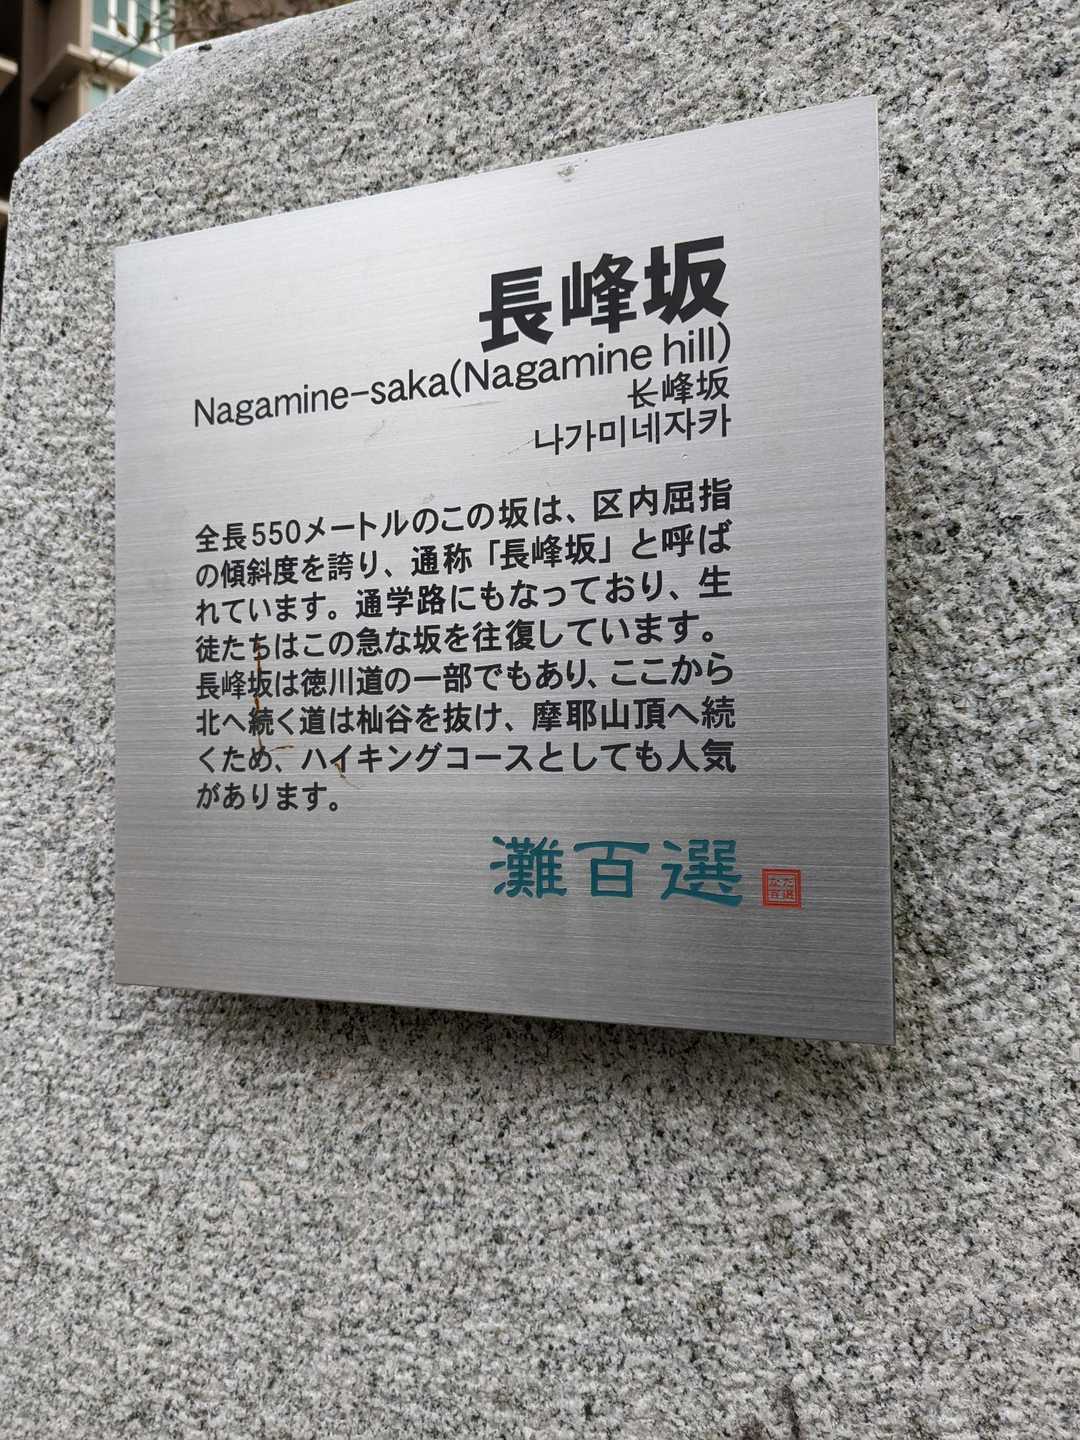 長峰坂
Nagamine-saka(Nagamine hill)
长峰坂
나가미네자카
全長550メートルのこの坂は、区内屈指
の傾斜度を誇り、通称「長峰坂」と呼ば
れています。通学路にもなっており、生
徒たちはこの急な坂を往復しています。
長峰坂は徳川道の一部でもあり、ここから
北へ続く道は杣谷を抜け、摩耶山頂へ続
くため、ハイキングコースとしても人気
があります。
灘百選